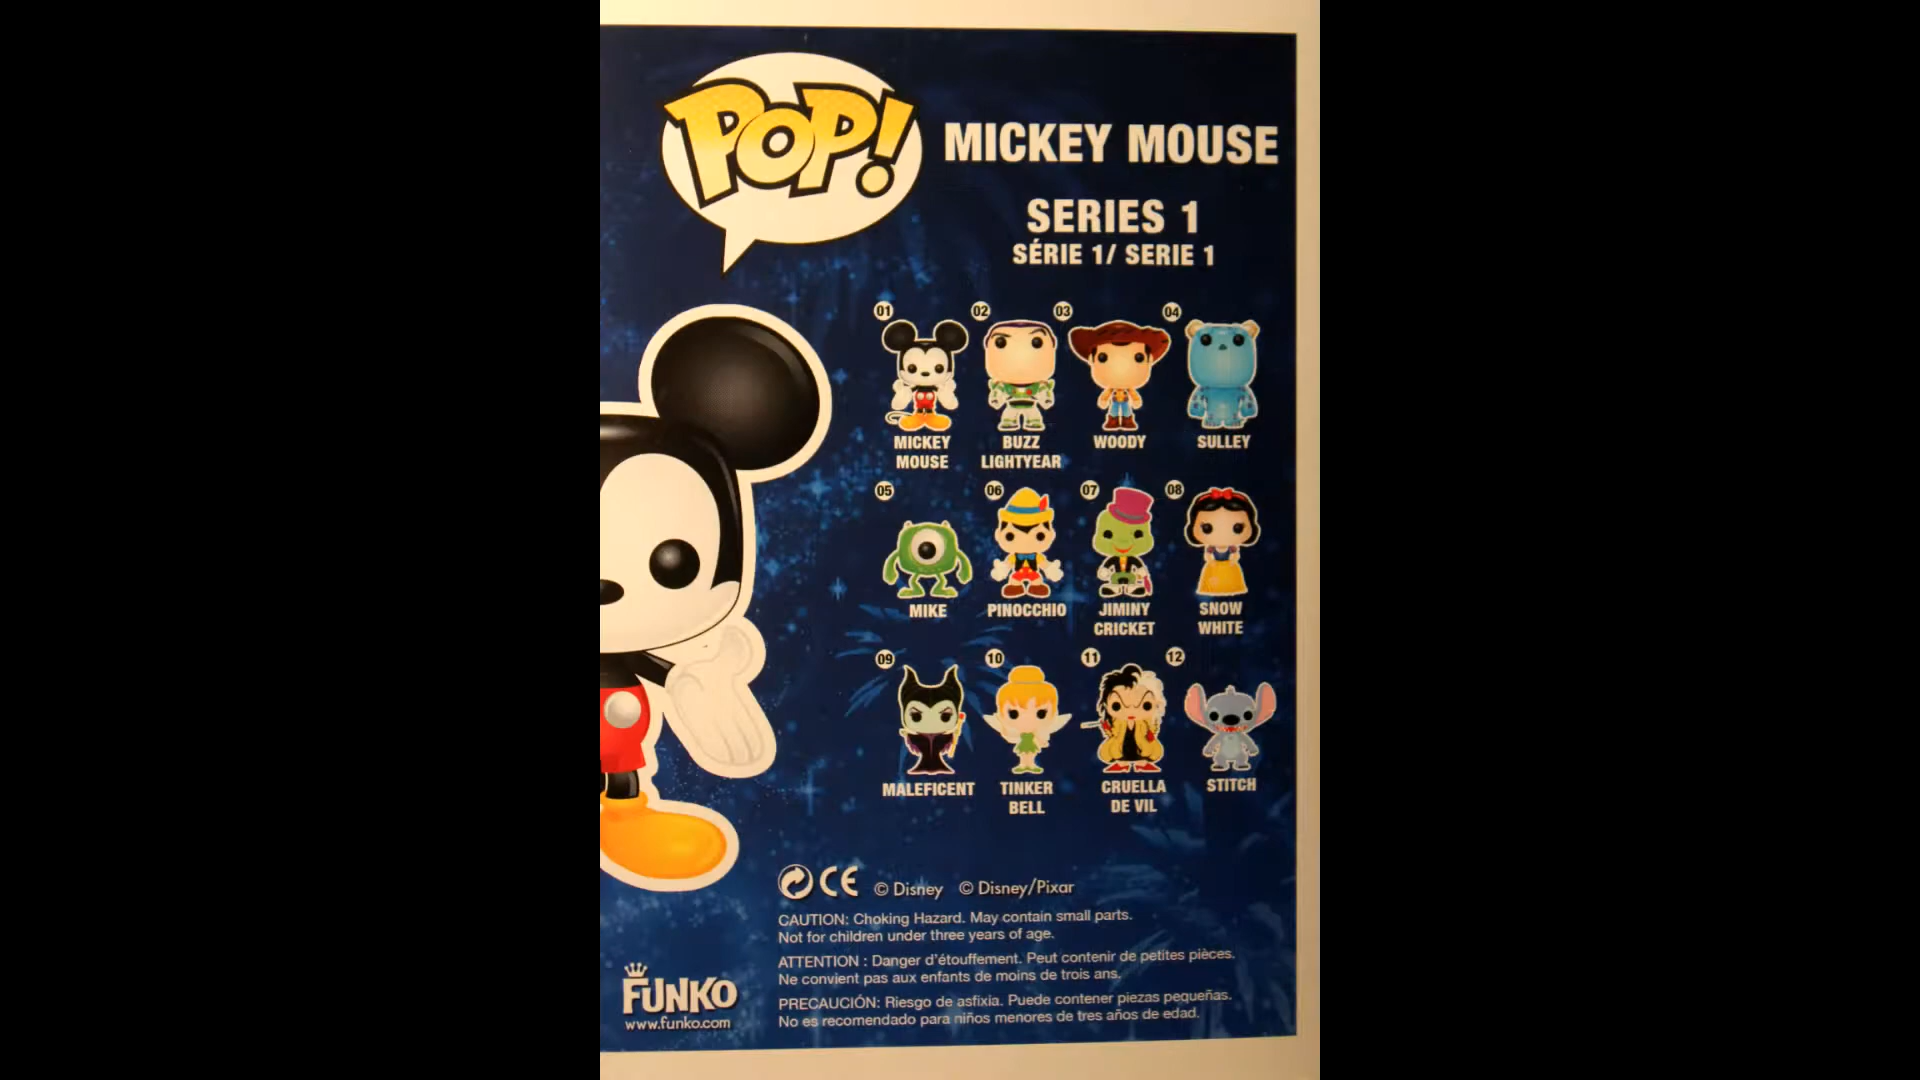 POP!
MICKEY MOUSE
SERIES 1
SÉRIE 1/ SERIE 1
01 02 03 04
MICKEY MOUSE
BUZZ LIGHTYEAR
WOODY
SULLEY
05 06 07 08
MIKE
PINOCCHIO
JIMINY CRICKET
SNOW WHITE
09 10 11 12
MALEFICENT
TINKER BELL
CRUELLA DE VIL
STITCH
CE © Disney © Disney/Pixar
CAUTION: Choking Hazard. May contain small parts.
Not for children under three years of age.
ATTENTION : Danger d'étouffement. Peut contenir de petites pièces.
Ne convient pas aux enfants de moins de trois ans.
PRECAUCIÓN: Riesgo de asfixia. Puede contener piezas pequeñas.
No es recomendado para niños menores de tres años de edad.
FUNKO
www.funko.com